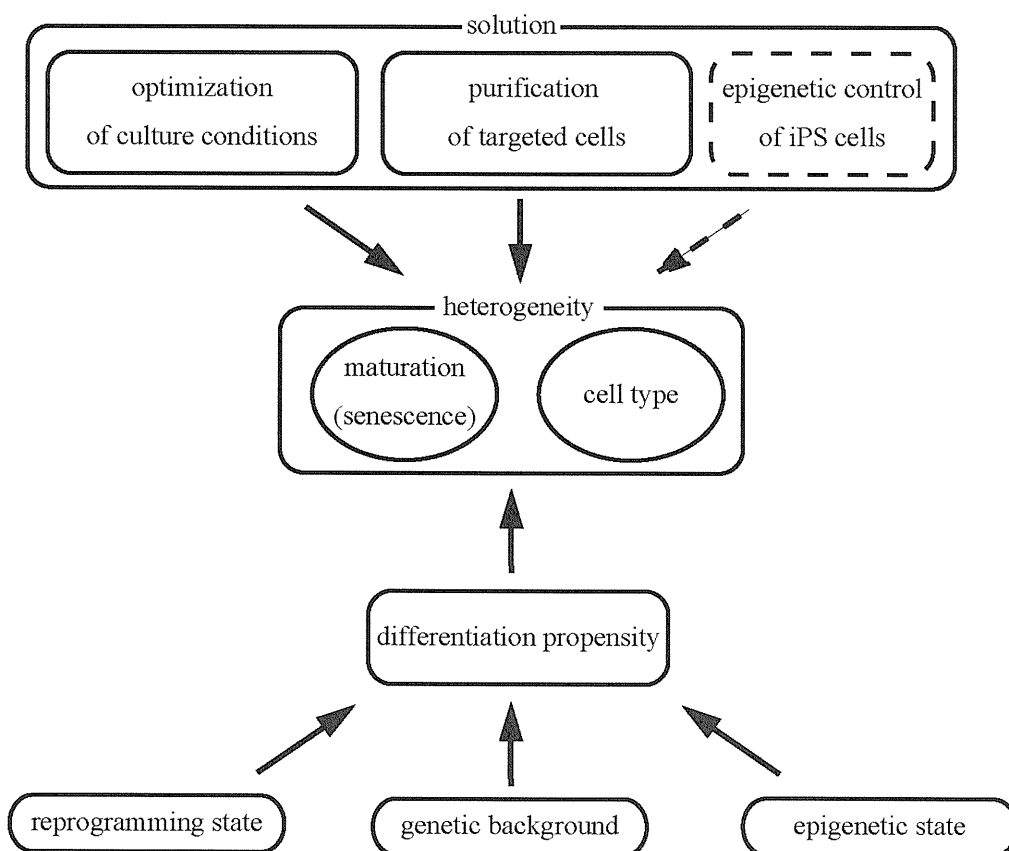 solution
optimization
of culture conditions
purification
of targeted cells
epigenetic control
of iPS cells
heterogeneity
maturation
(senescence)
cell type
differentiation propensity
reprogramming state
genetic background
epigenetic state